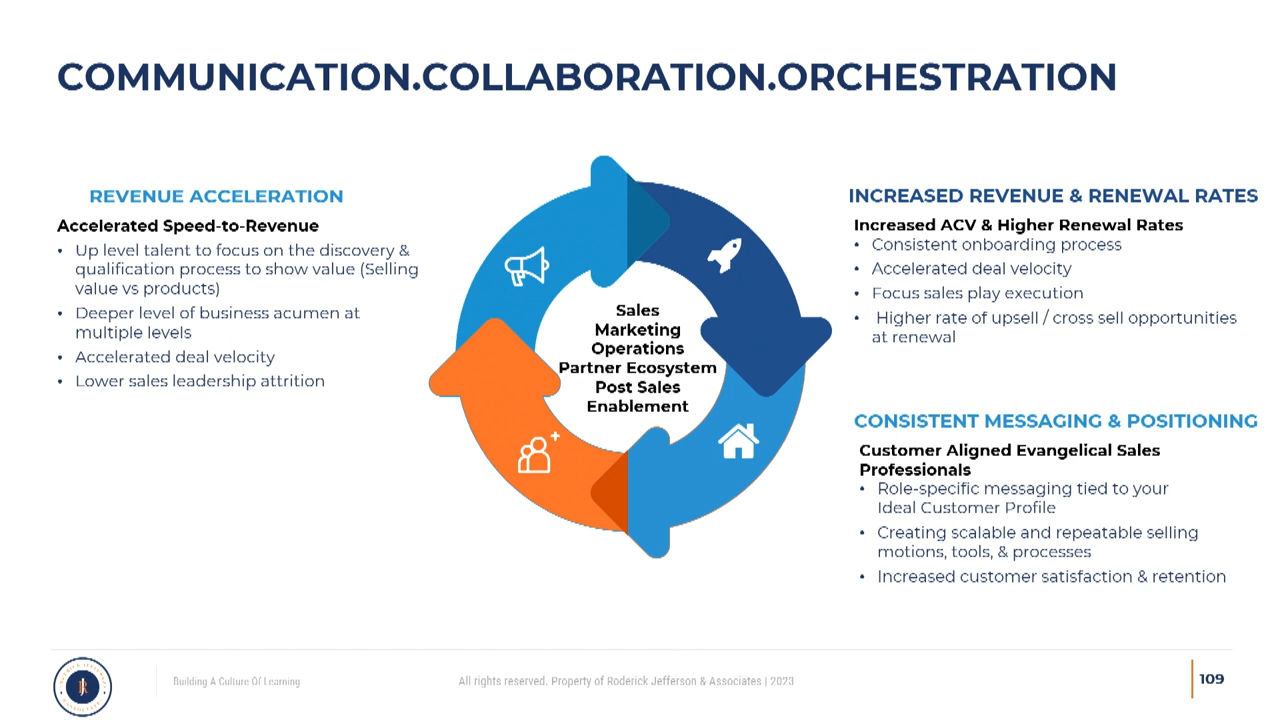 COMMUNICATION.COLLABORATION.ORCHESTRATION
REVENUE ACCELERATION
Accelerated Speed-to-Revenue
• Up level talent to focus on the discovery &
qualification process to show value (Selling
value vs products)
• Deeper level of business acumen at
multiple levels
• Accelerated deal velocity
• Lower sales leadership attrition
Sales
Marketing
Operations
Partner Ecosystem
Post Sales
Enablement
INCREASED REVENUE & RENEWAL RATES
Increased ACV & Higher Renewal Rates
• Consistent onboarding process
• Accelerated deal velocity
• Focus sales play execution
• Higher rate of upsell / cross sell opportunities
at renewal
CONSISTENT MESSAGING & POSITIONING
Customer Aligned Evangelical Sales
Professionals
• Role-specific messaging tied to your
Ideal Customer Profile
• Creating scalable and repeatable selling
motions, tools, & processes
• Increased customer satisfaction & retention
Building A Culture Of Learning
All rights reserved. Property of Roderick Jefferson & Associates | 2023
109